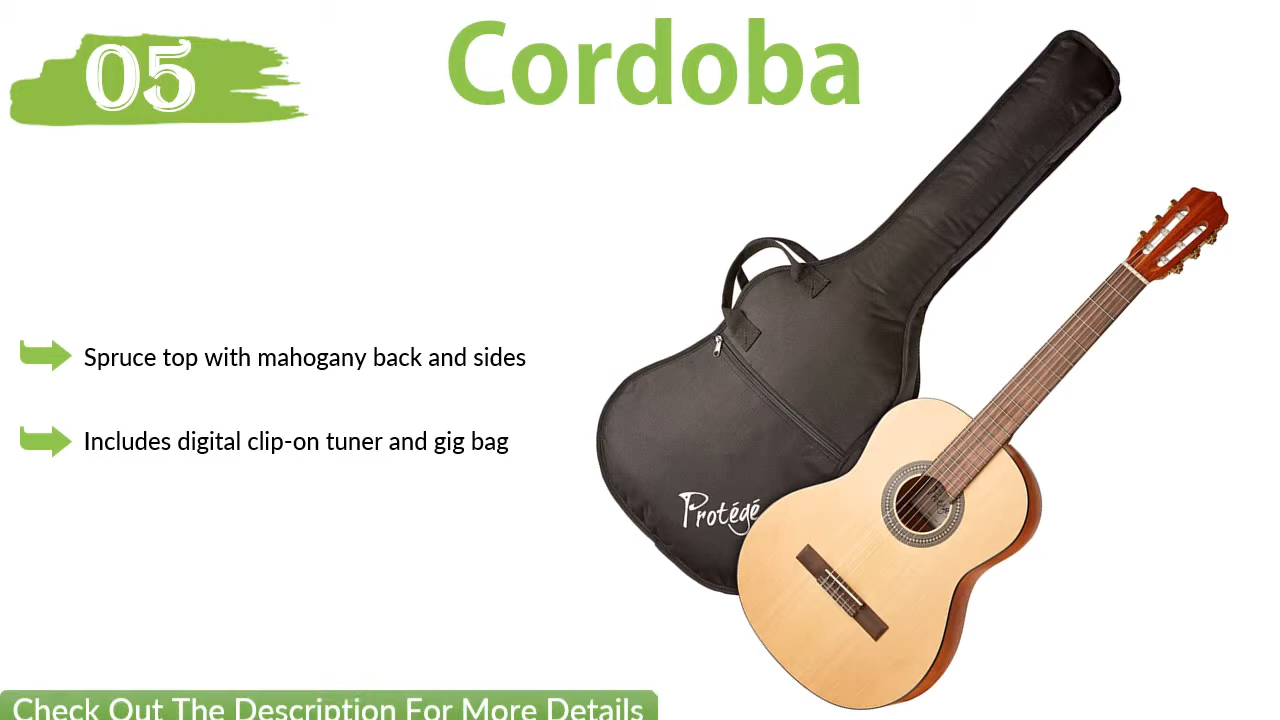 05
Cordoba
Spruce top with mahogany back and sides
Includes digital clip-on tuner and gig bag
Protégé
Check Out The Description For More Details